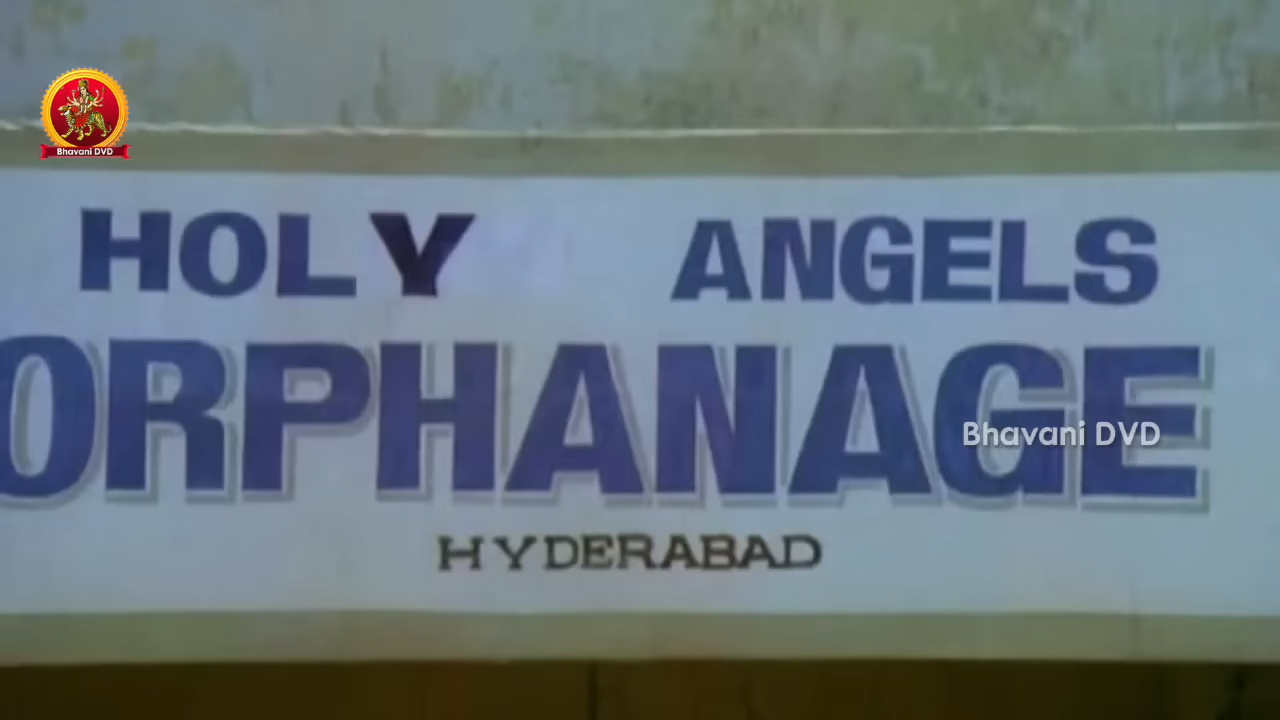 Bhavani DVD
HOLY ANGELS
ORPHANAGE
Bhavani DVD
HYDERABAD